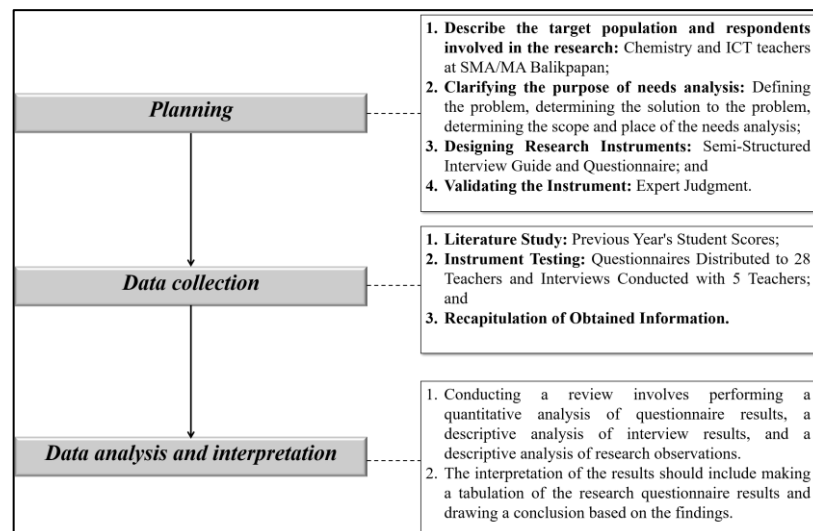 Planning
1. Describe the target population and respondents
involved in the research: Chemistry and ICT teachers
at SMA/MA Balikpapan;
2. Clarifying the purpose of needs analysis: Defining
the problem, determining the solution to the problem,
determining the scope and place of the needs analysis;
3. Designing Research Instruments: Semi-Structured
Interview Guide and Questionnaire; and
4. Validating the Instrument: Expert Judgment.
Data collection
1. Literature Study: Previous Year's Student Scores;
2. Instrument Testing: Questionnaires Distributed to 28
Teachers and Interviews Conducted with 5 Teachers;
and
3. Recapitulation of Obtained Information.
Data analysis and interpretation
1. Conducting a review involves performing a
quantitative analysis of questionnaire results, a
descriptive analysis of interview results, and a
descriptive analysis of research observations.
2. The interpretation of the results should include making
a tabulation of the research questionnaire results and
drawing a conclusion based on the findings.